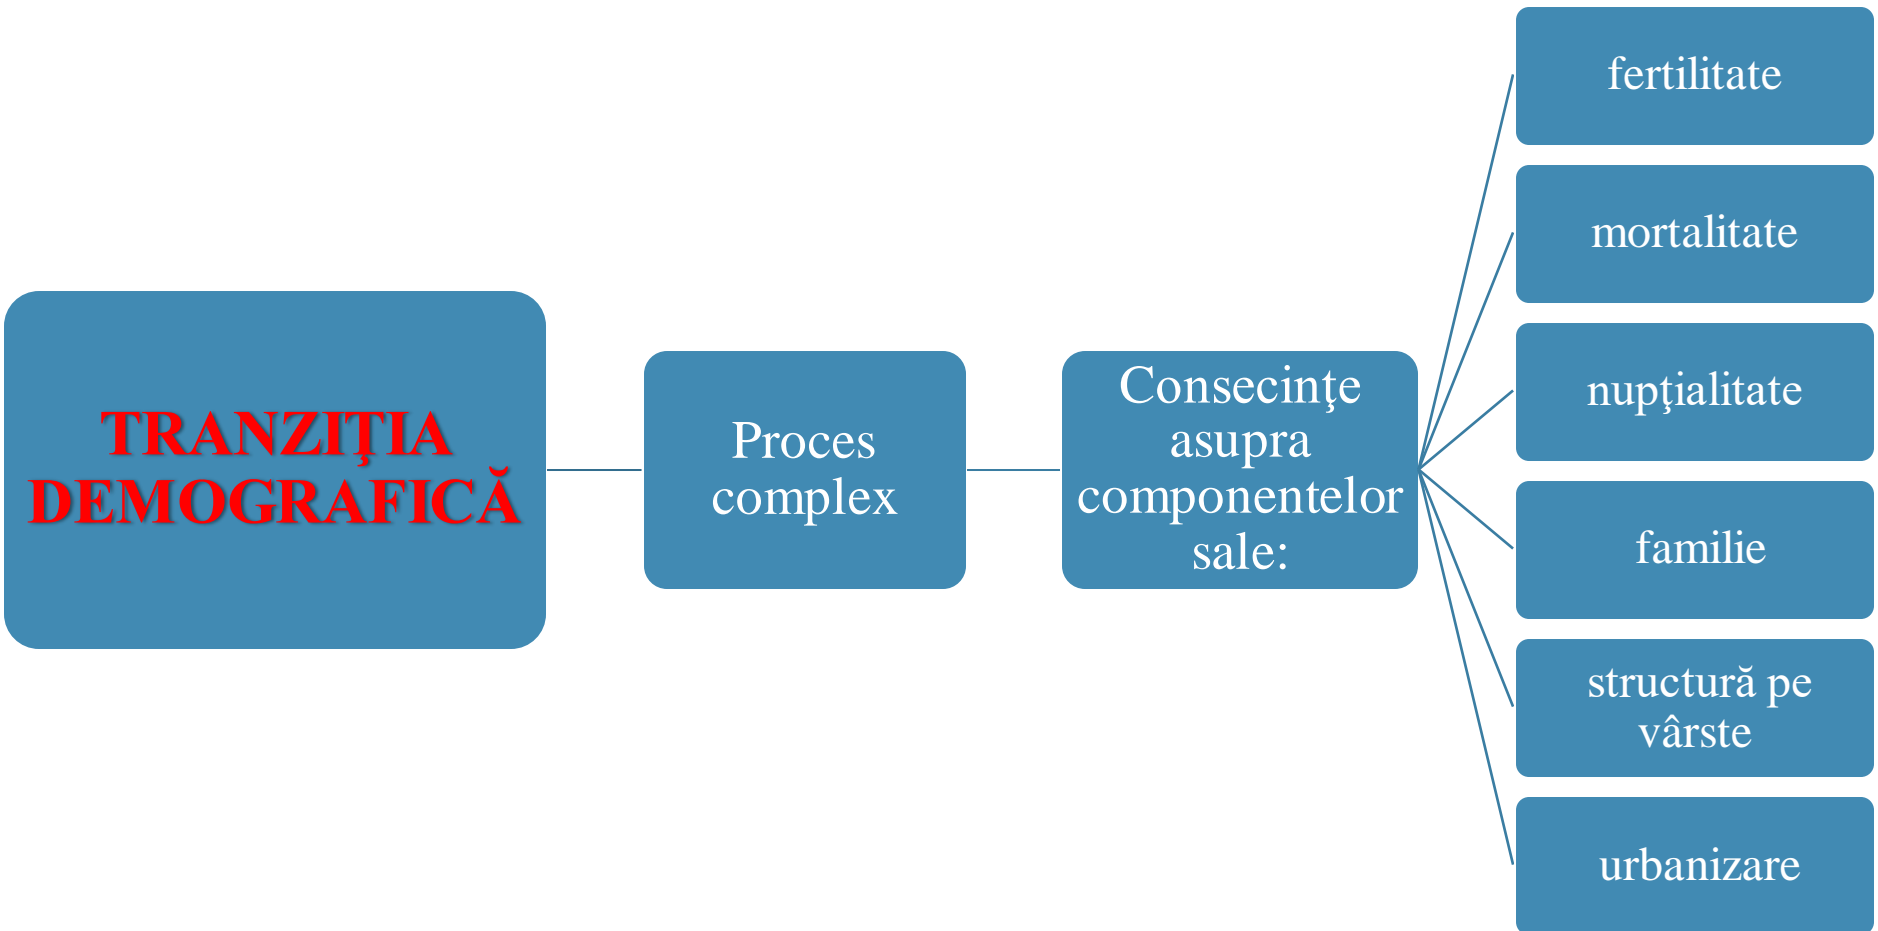 TRANZIŢIA
DEMOGRAFICĂ
Proces
complex
Consecinţe
asupra
componentelor
sale:
fertilitate
mortalitate
nupţialitate
familie
structură pe
vârste
urbanizare